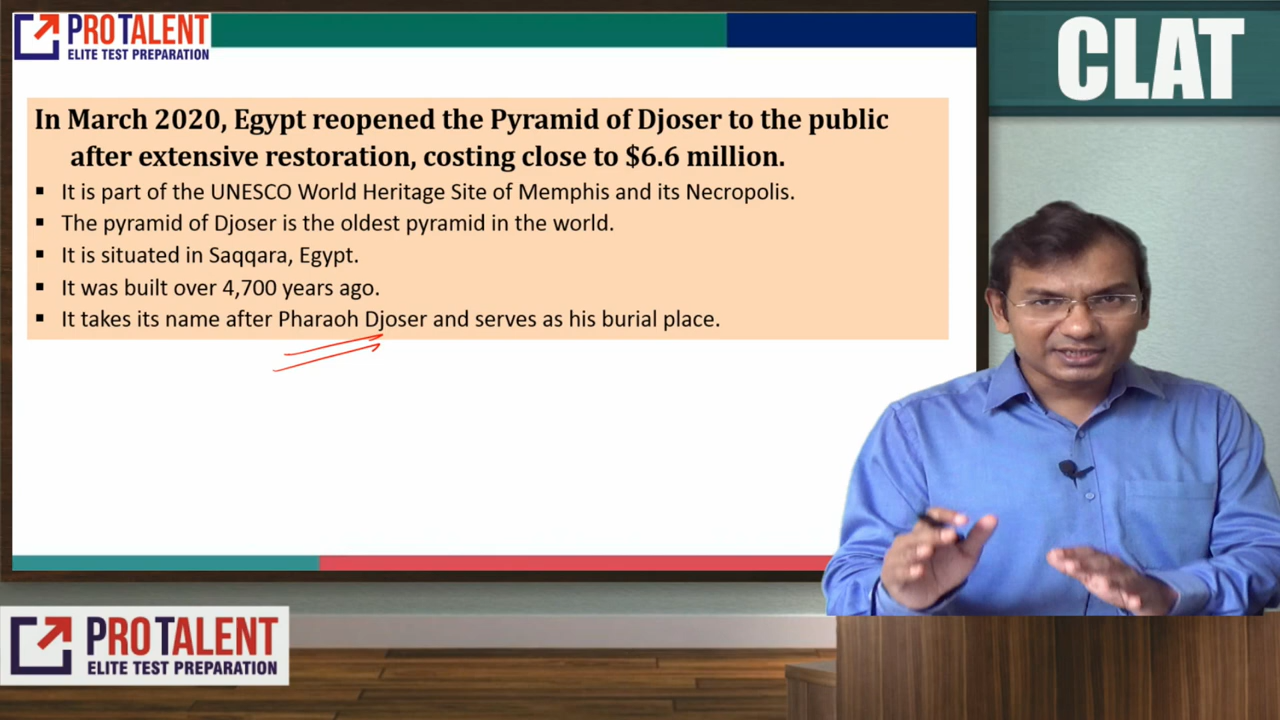 PROTALENT
ELITE TEST PREPARATION
CLAT
In March 2020, Egypt reopened the Pyramid of Djoser to the public
after extensive restoration, costing close to $6.6 million.
▪ It is part of the UNESCO World Heritage Site of Memphis and its Necropolis.
▪ The pyramid of Djoser is the oldest pyramid in the world.
▪ It is situated in Saqqara, Egypt.
▪ It was built over 4,700 years ago.
▪ It takes its name after Pharaoh Djoser and serves as his burial place.
PROTALENT
ELITE TEST PREPARATION